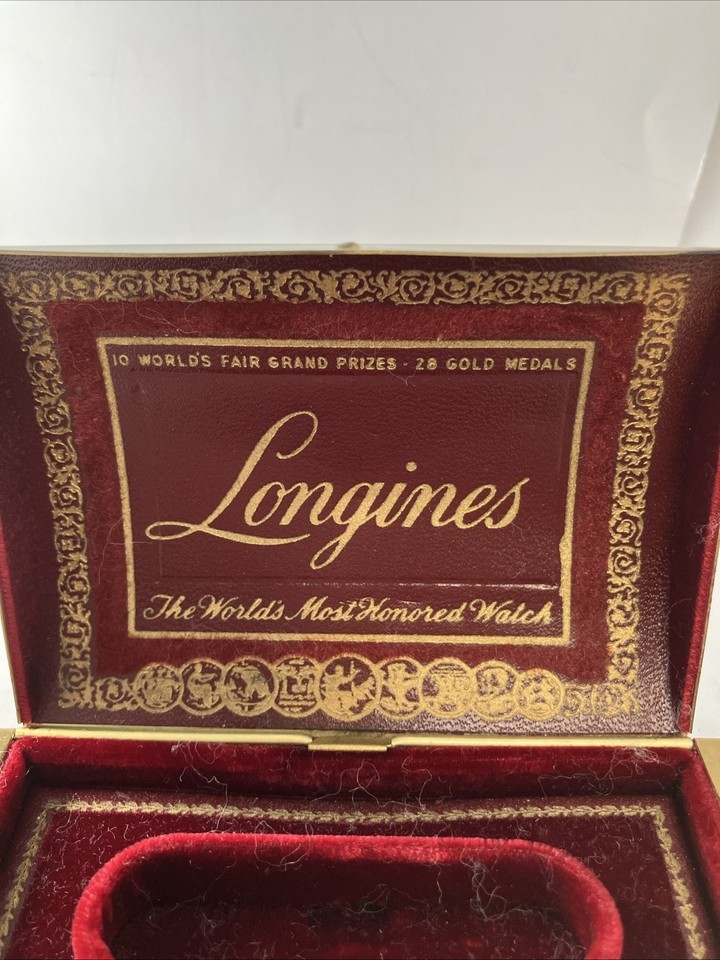 10 WORLD'S FAIR GRAND PRIZES - 28 GOLD MEDALS
Longines
The World's Most Honored Watch